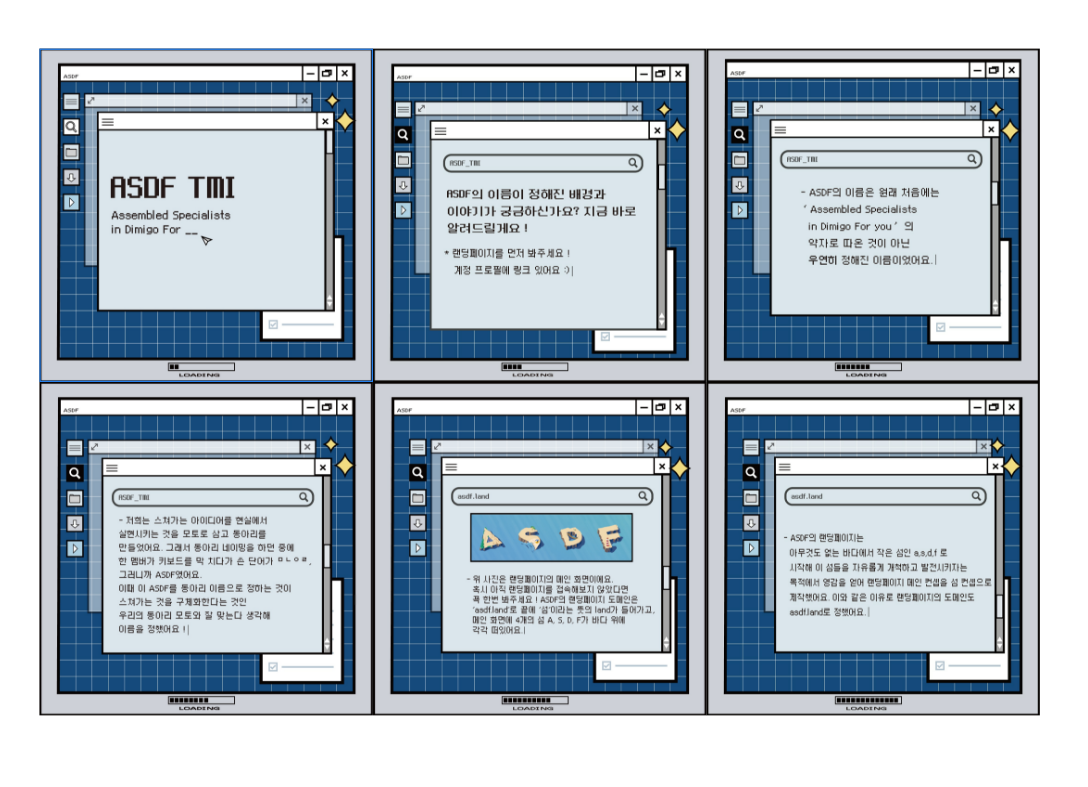 ASDF
ASDF TMI
Assembled Specialists
in Dimigo For __
LOADING
ASDF
ASDF_TMI
ASDF의 이름이 정해진 배경과
이야기가 궁금하신가요? 지금 바로
알려드릴게요 !
* 랜딩페이지를 먼저 봐주세요 !
계정 프로필에 링크 있어요 :)|
LOADING
ASDF
ASDF_TMI
- ASDF의 이름은 원래 처음에는
‘ Assembled Specialists
in Dimigo For you ’ 의
약자로 따온 것이 아닌
우연히 정해진 이름이었어요.|
LOADING
ASDF
ASDF_TMI
- 저희는 스쳐가는 아이디어를 현실에서
실현시키는 것을 모토로 삼고 동아리를
만들었어요. 그래서 동아리 네이밍을 하던 중에
한 멤버가 키보드를 막 치다가 쓴 단어가 ㅁㄴㅇㄹ,
그러니까 ASDF였어요.
이때 이 ASDF를 동아리 이름으로 정하는 것이
스쳐가는 것을 구체화한다는 것인
우리의 동아리 모토와 잘 맞는다 생각해
이름을 정했어요 !|
LOADING
ASDF
asdf.land
A S D F
- 위 사진은 랜딩페이지의 메인 화면이에요.
혹시 아직 랜딩페이지를 접속해보지 않았다면
꼭 한번 봐주세요 ! ASDF의 랜딩페이지 도메인은
'asdf.land'로 끝에 '섬'이라는 뜻의 land가 들어가고,
메인 화면에 4개의 섬 A, S, D, F가 바다 위에
각각 떠있어요.|
LOADING
ASDF
asdf.land
- ASDF의 랜딩페이지는
아무것도 없는 바다에서 작은 섬인 a,s,d,f 로
시작해 이 섬들을 자유롭게 개척하고 발전시키자는
목적에서 영감을 얻어 랜딩페이지 메인 컨셉을 섬 컨셉으로
제작했어요. 이와 같은 이유로 랜딩페이지의 도메인도
asdf.land로 정했어요.|
LOADING